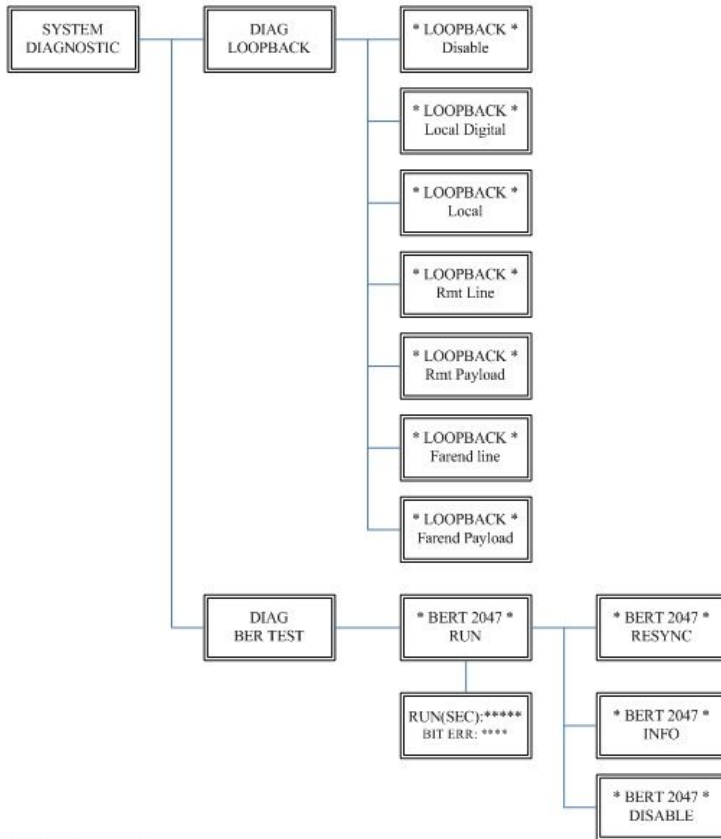 SYSTEM
DIAGNOSTIC
DIAG
LOOPBACK
* LOOPBACK *
Disable
* LOOPBACK *
Local Digital
* LOOPBACK *
Local
* LOOPBACK *
Rmt Line
* LOOPBACK *
Rmt Payload
* LOOPBACK *
Farend line
* LOOPBACK *
Farend Payload
DIAG
BER TEST
* BERT 2047 *
RUN
RUN(SEC):*****
BIT ERR: ****
* BERT 2047 *
RESYNC
* BERT 2047 *
INFO
* BERT 2047 *
DISABLE